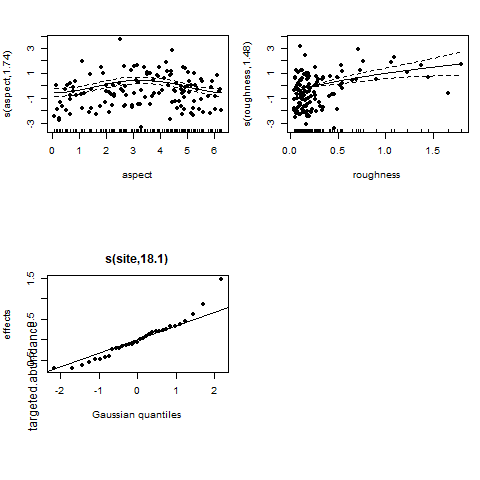 s(aspect,1.74)
-3 -1 1 3
0 1 2 3 4 5 6
aspect
s(roughness,1.48)
-3 -1 1 3
0.0 0.5 1.0 1.5
roughness
s(site,18.1)
effects
targeted.abundance
0.5 1.5
-2 -1 0 1 2
Gaussian quantiles